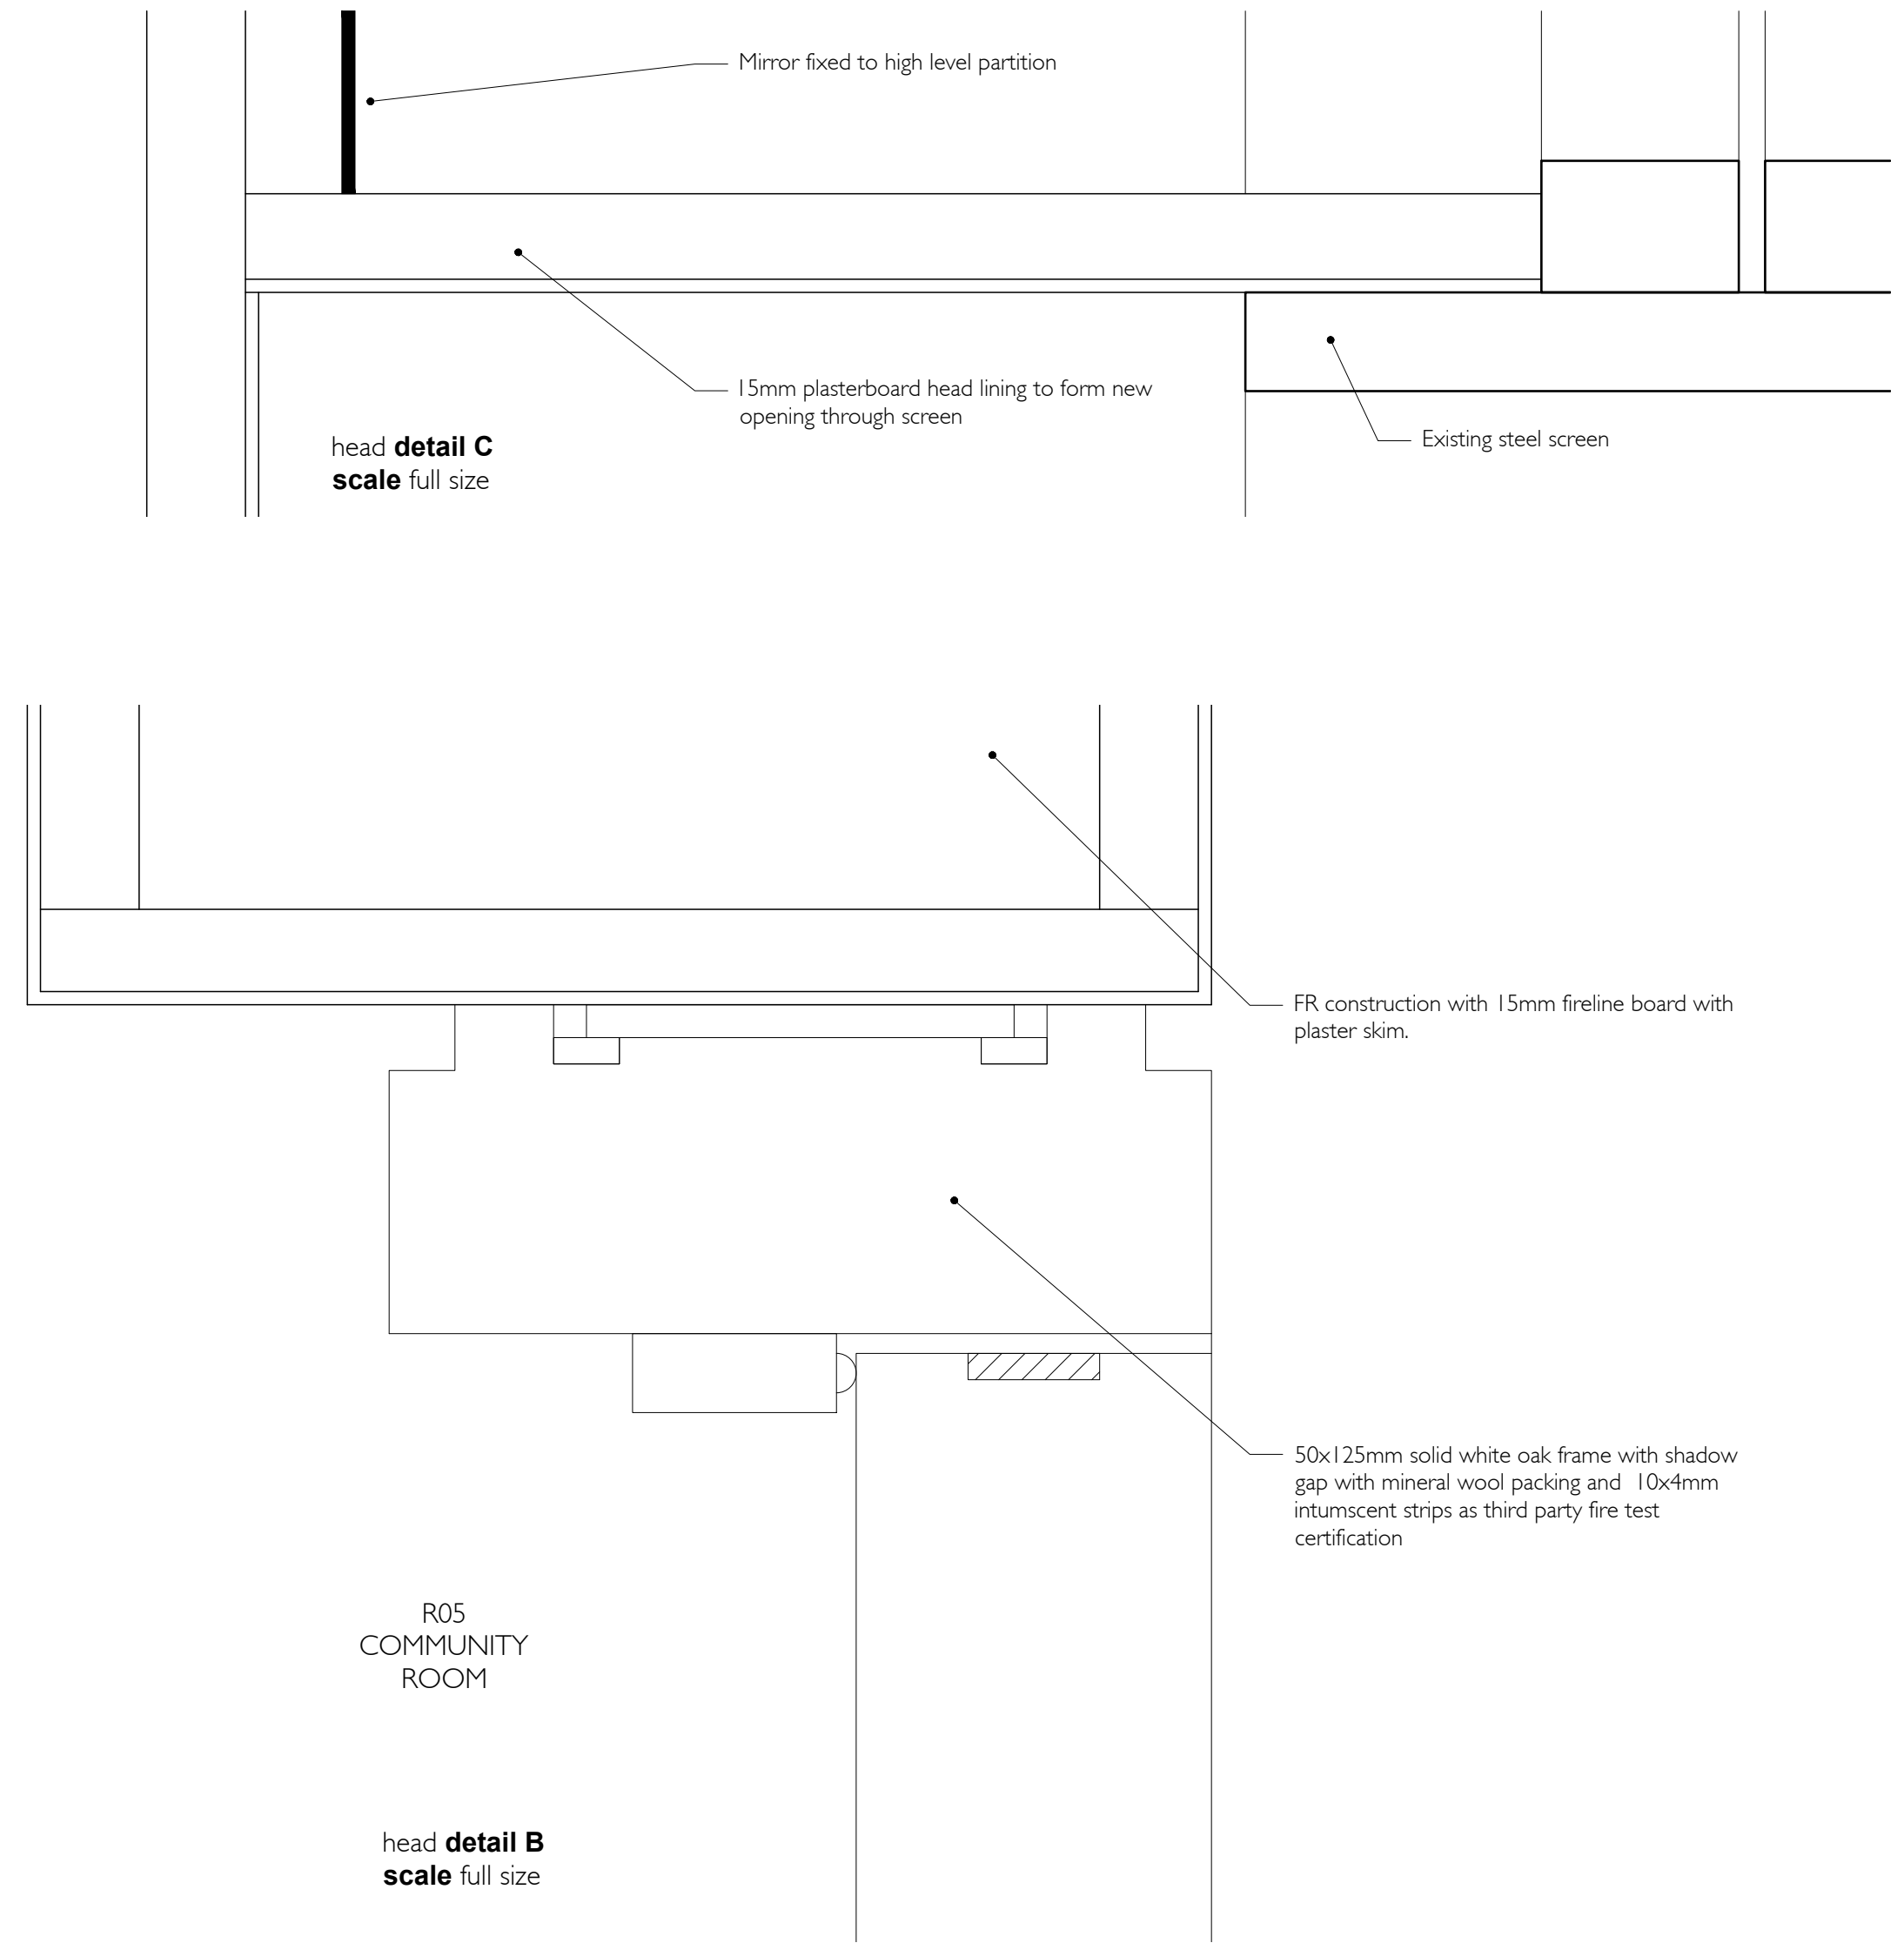 Mirror fixed to high level partition
15mm plasterboard head lining to form new
opening through screen
Existing steel screen
head detail C
scale full size
FR construction with 15mm fireline board with
plaster skim.
50x125mm solid white oak frame with shadow
gap with mineral wool packing and 10x4mm
intumscent strips as third party fire test
certification
R05
COMMUNITY
ROOM
head detail B
scale full size